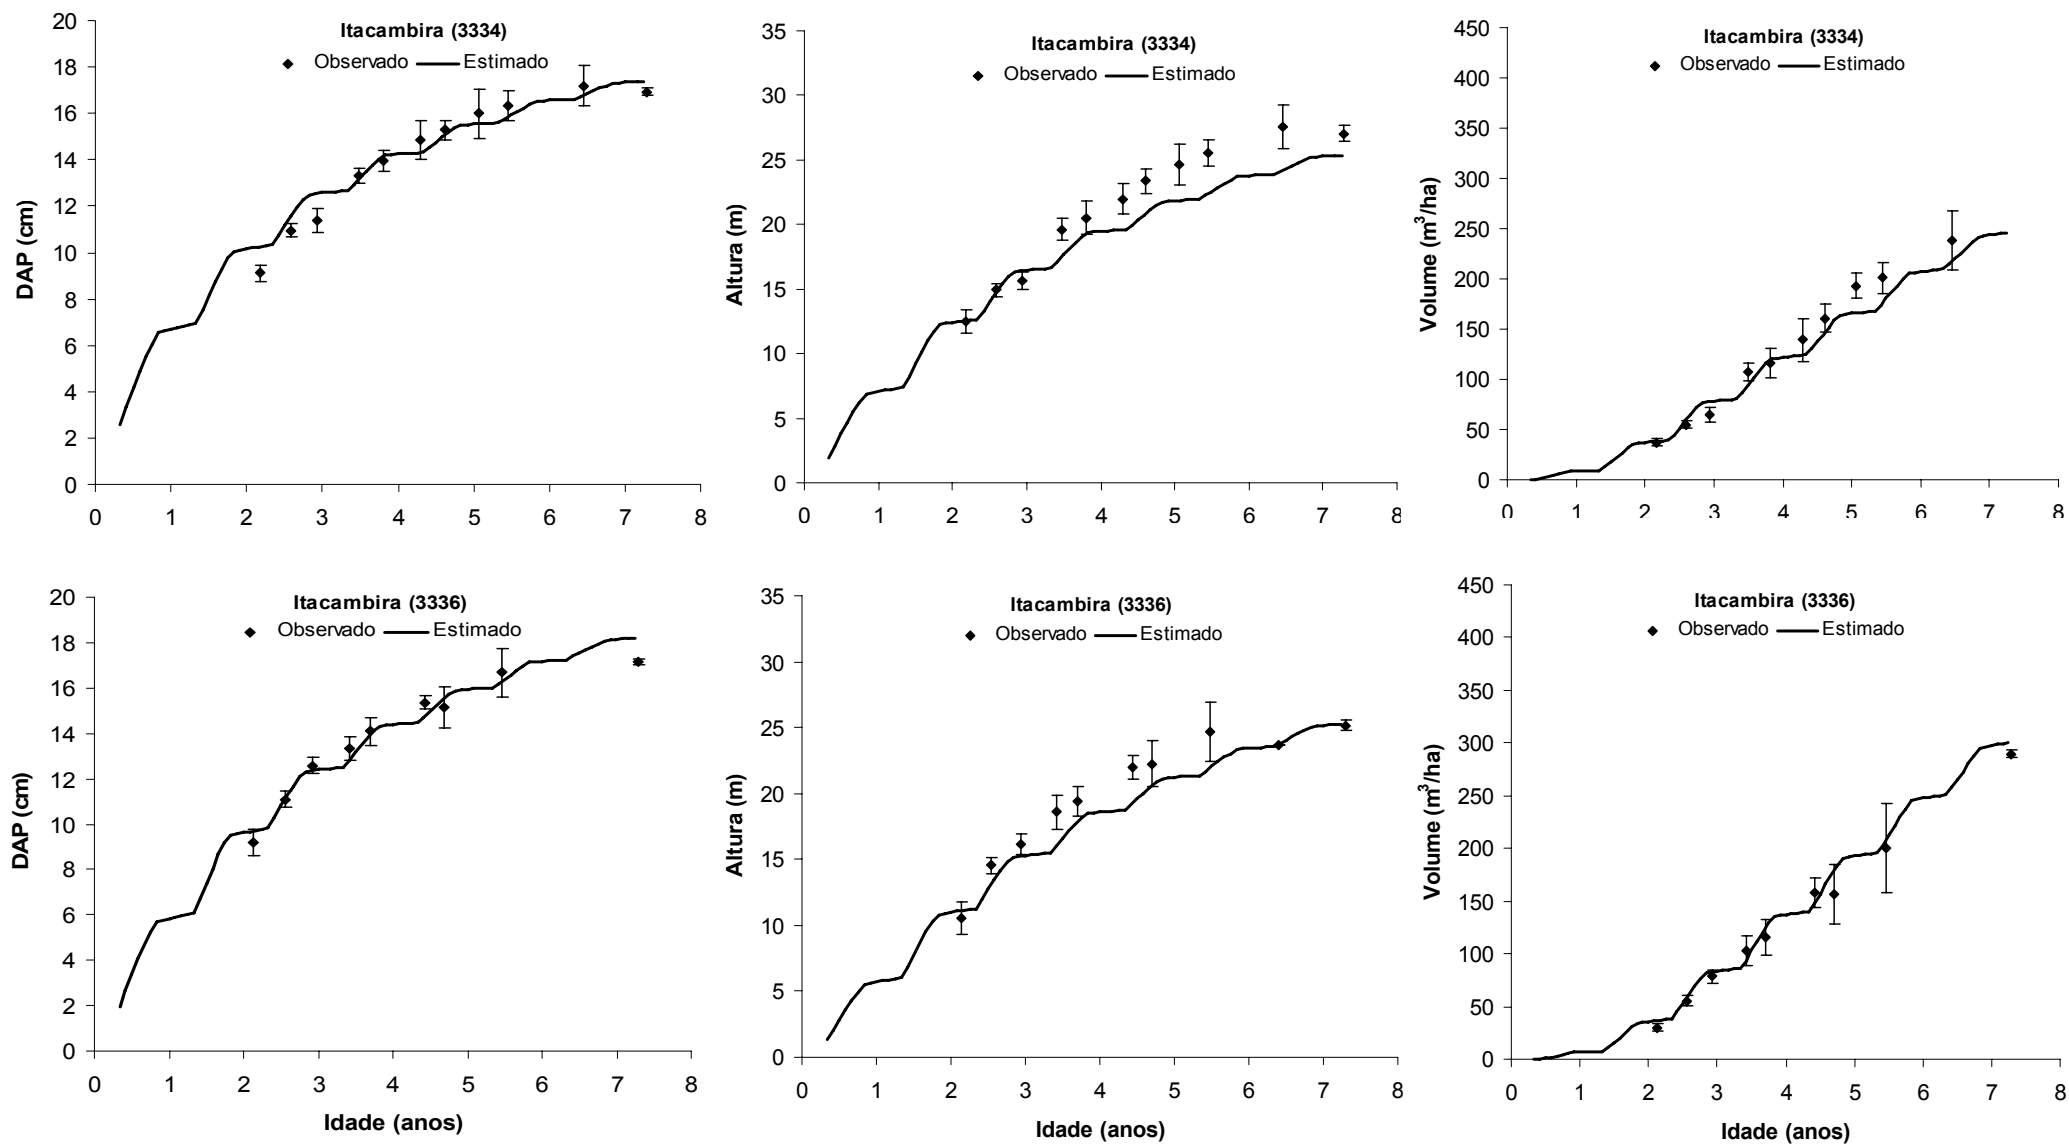 Itacambira (3334)
Observado Estimado
DAP (cm)
20
18
16
14
12
10
8
6
4
2
0
0 1 2 3 4 5 6 7 8
Itacambira (3334)
Observado Estimado
Altura (m)
35
30
25
20
15
10
5
0
0 1 2 3 4 5 6 7 8
Itacambira (3334)
Observado Estimado
Volume (m³/ha)
450
400
350
300
250
200
150
100
50
0
0 1 2 3 4 5 6 7 8
Itacambira (3336)
Observado Estimado
DAP (cm)
20
18
16
14
12
10
8
6
4
2
0
0 1 2 3 4 5 6 7 8
Idade (anos)
Itacambira (3336)
Observado Estimado
Altura (m)
35
30
25
20
15
10
5
0
0 1 2 3 4 5 6 7 8
Idade (anos)
Itacambira (3336)
Observado Estimado
Volume (m³/ha)
450
400
350
300
250
200
150
100
50
0
0 1 2 3 4 5 6 7 8
Idade (anos)